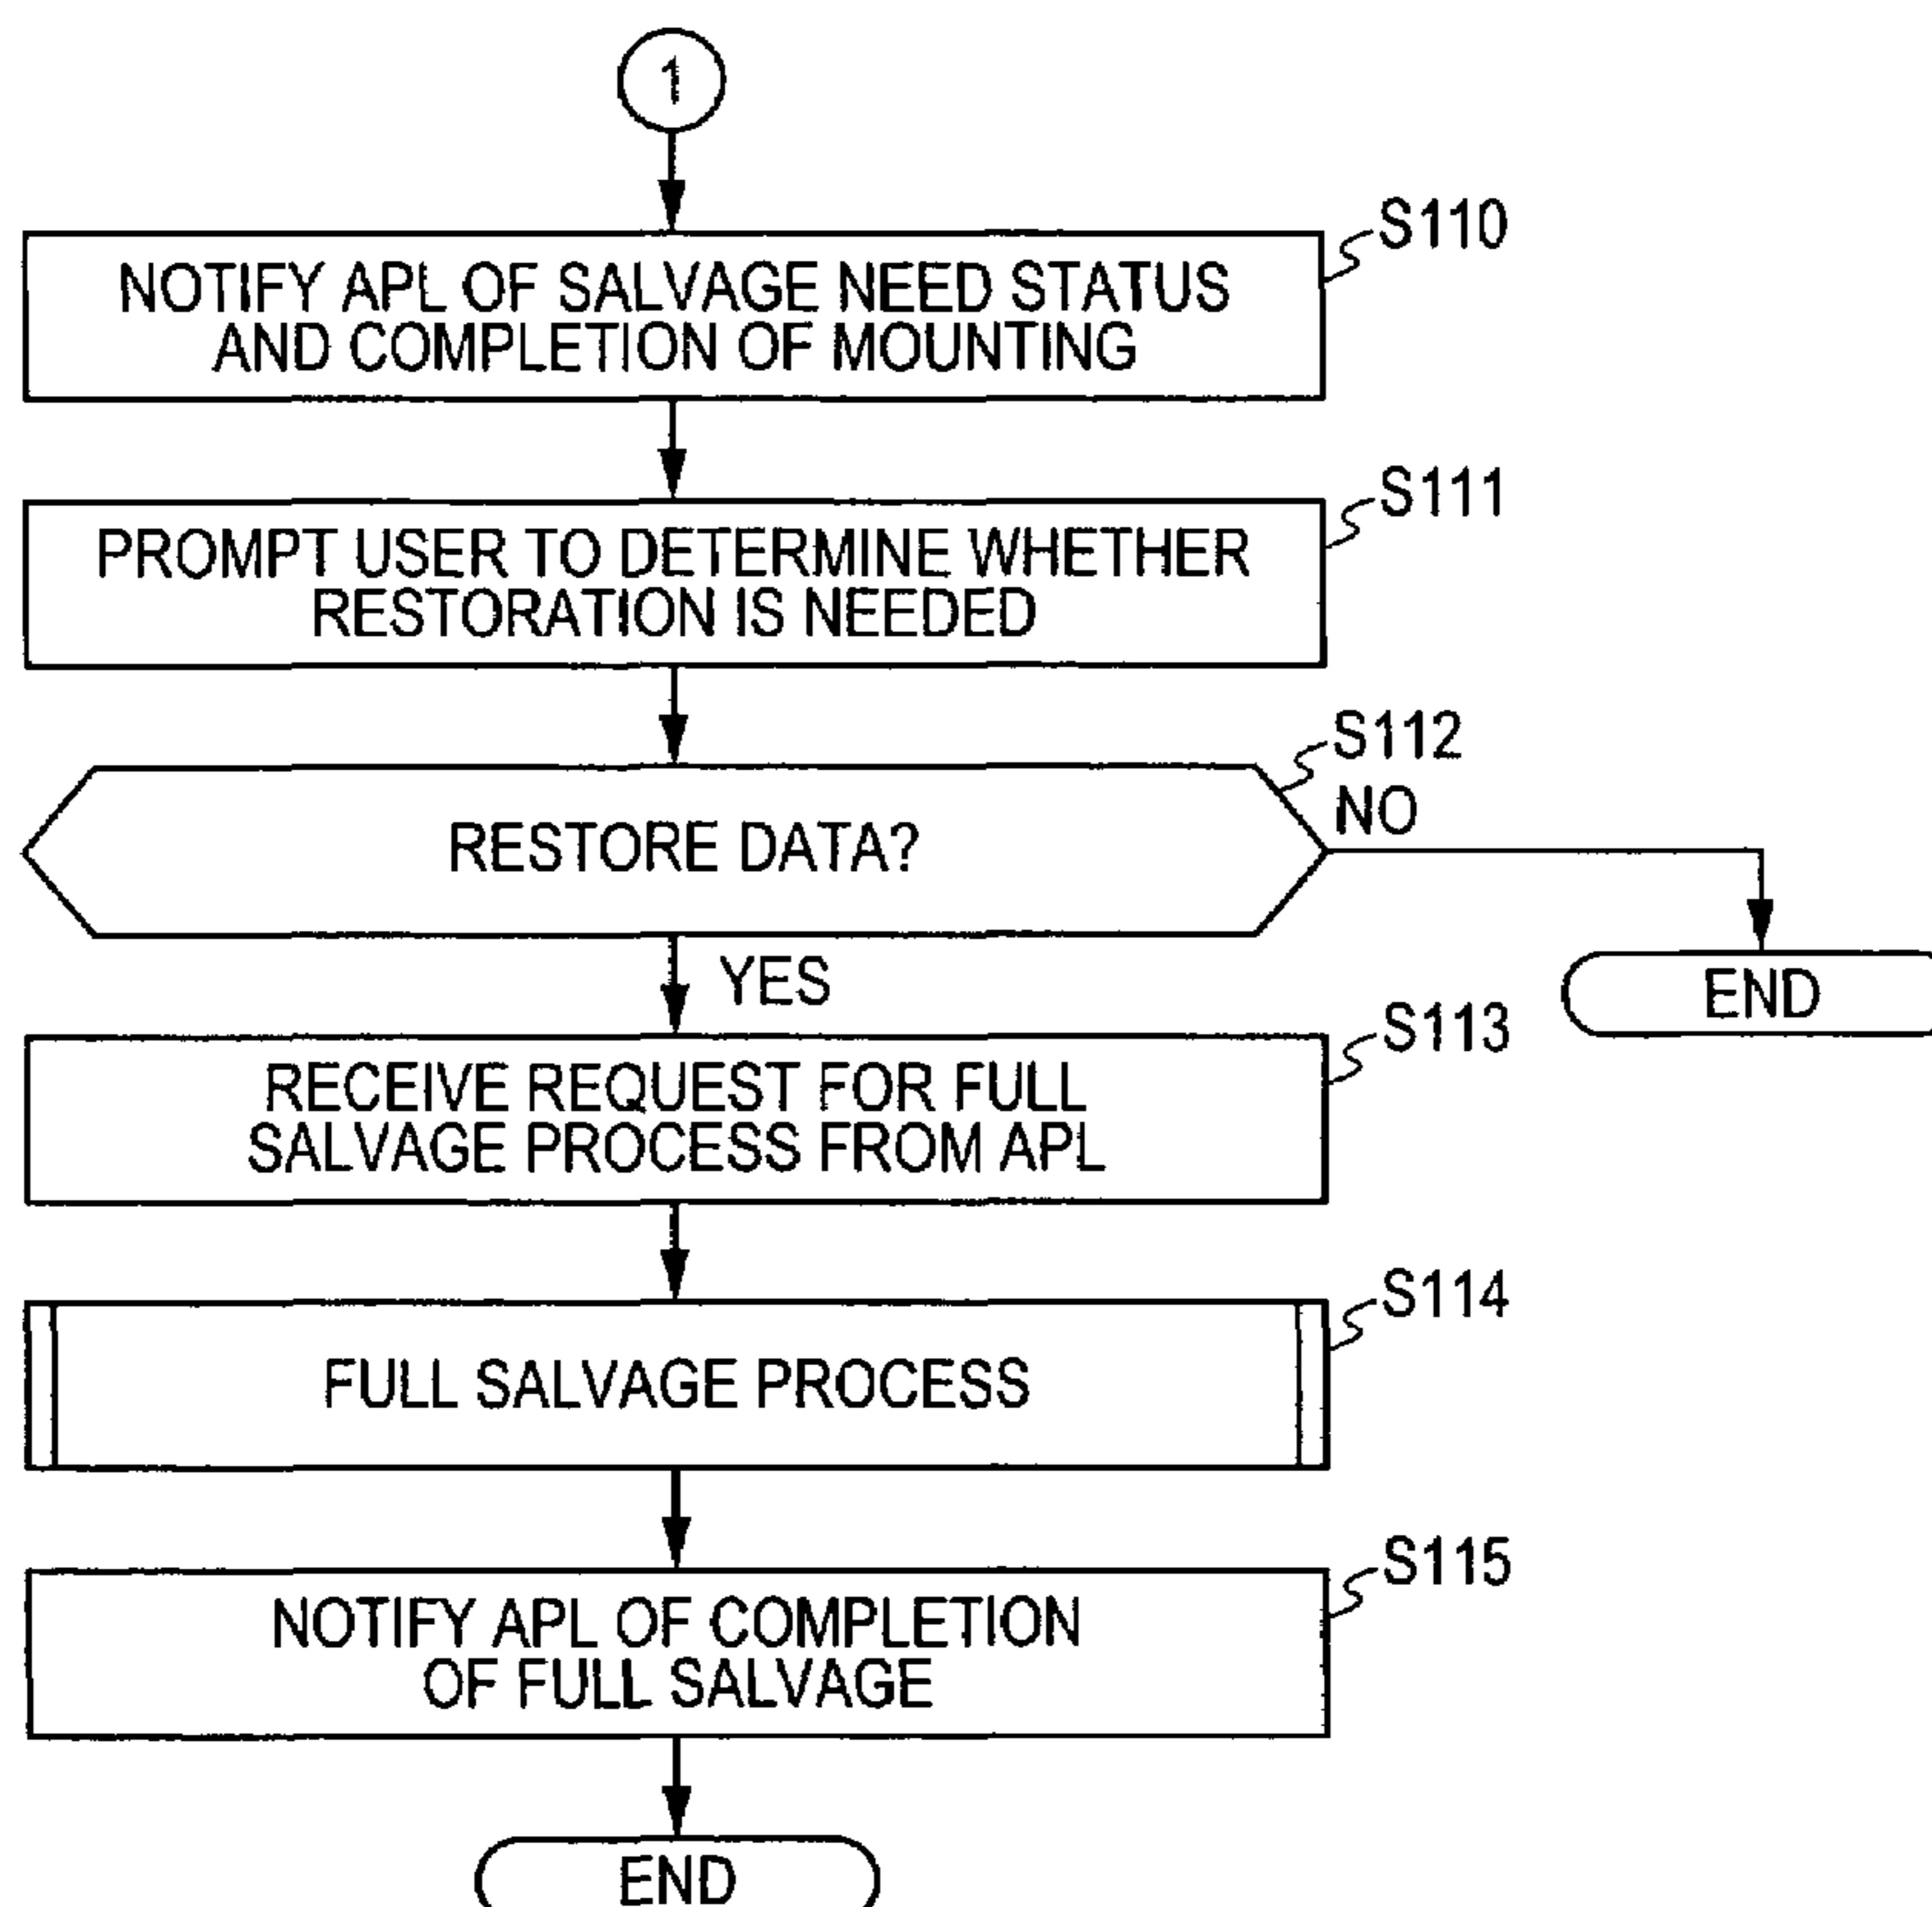 1
S110
NOTIFY APL OF SALVAGE NEED STATUS
AND COMPLETION OF MOUNTING
S111
PROMPT USER TO DETERMINE WHETHER
RESTORATION IS NEEDED
S112
NO
RESTORE DATA?
YES
END
S113
RECEIVE REQUEST FOR FULL
SALVAGE PROCESS FROM APL
S114
FULL SALVAGE PROCESS
S115
NOTIFY APL OF COMPLETION
OF FULL SALVAGE
END